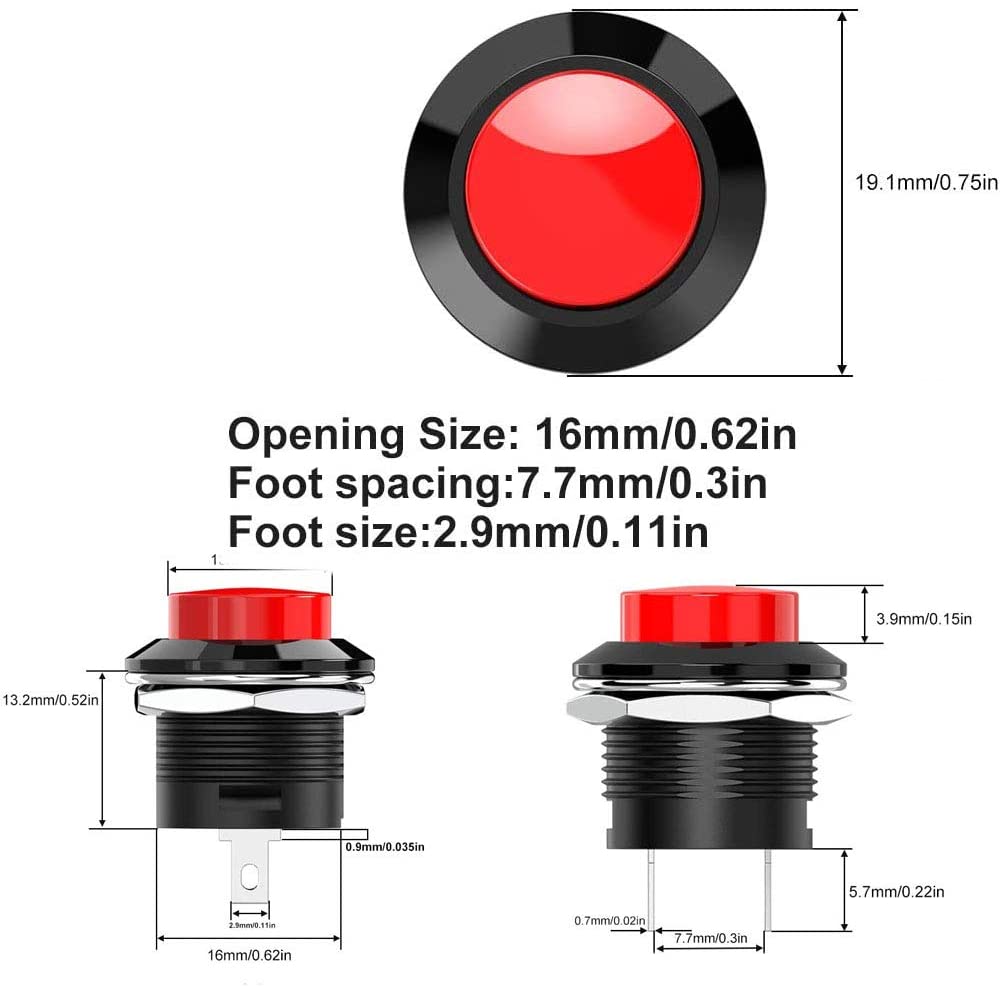 19.1mm/0.75in
Opening Size: 16mm/0.62in
Foot spacing:7.7mm/0.3in
Foot size:2.9mm/0.11in
3.9mm/0.15in
13.2mm/0.52in
0.9mm/0.035in
2.9mm/0.11in
16mm/0.62in
5.7mm/0.22in
0.7mm/0.02in
7.7mm/0.3in